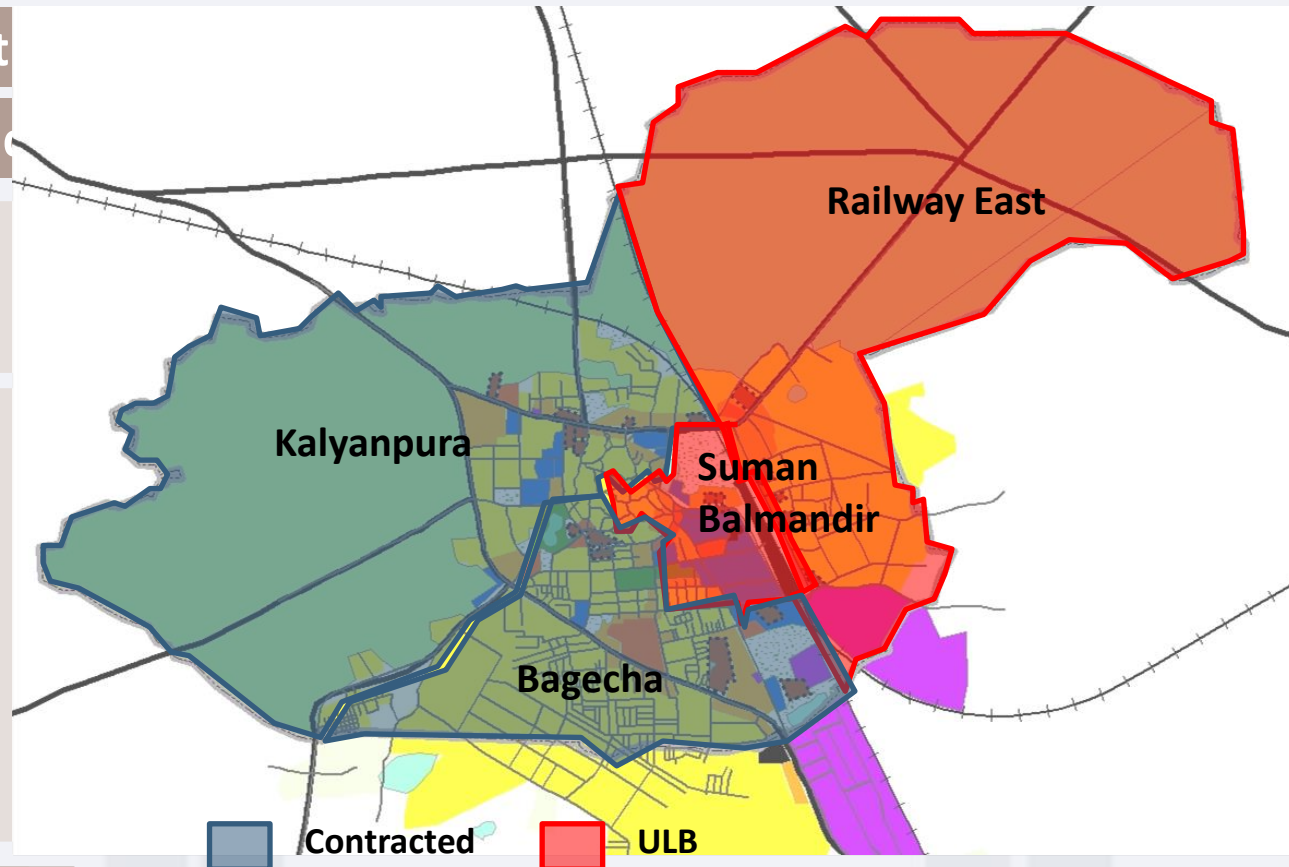 Railway East
Kalyanpura
Suman
Balmandir
Bagecha
Contracted
ULB